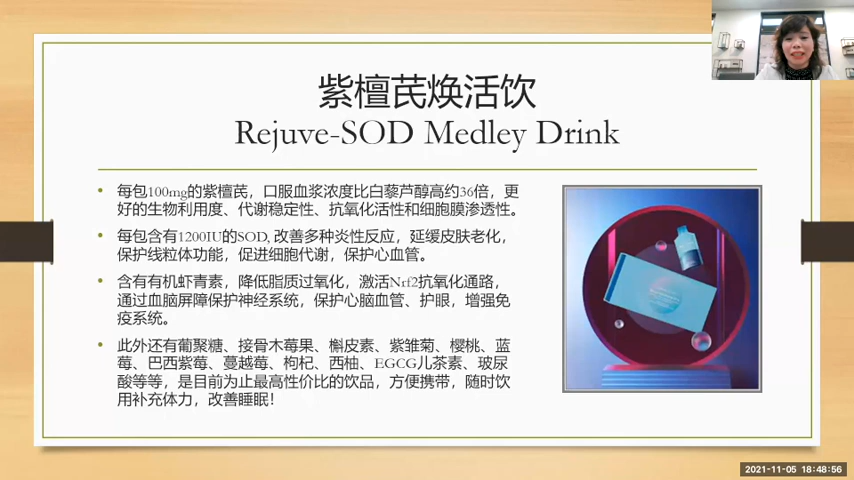 紫檀芪焕活饮
Rejuve-SOD Medley Drink
• 每包100mg的紫檀芪，口服血浆浓度比白藜芦醇高约36倍，更
好的生物利用度、代谢稳定性、抗氧化活性和细胞膜渗透性。
• 每包含有1200IU的SOD, 改善多种炎性反应，延缓皮肤老化，
保护线粒体功能，促进细胞代谢，保护心血管。
• 含有有机虾青素，降低脂质过氧化，激活Nrf2抗氧化通路，
通过血脑屏障保护神经系统，保护心脑血管、护眼，增强免
疫系统。
• 此外还有葡聚糖、接骨木莓果、槲皮素、紫雏菊、樱桃、蓝
莓、巴西紫莓、蔓越莓、枸杞、西柚、EGCG儿茶素、玻尿
酸等等，是目前为止最高性价比的饮品，方便携带，随时饮
用补充体力，改善睡眠！
2021-11-05 18:48:56